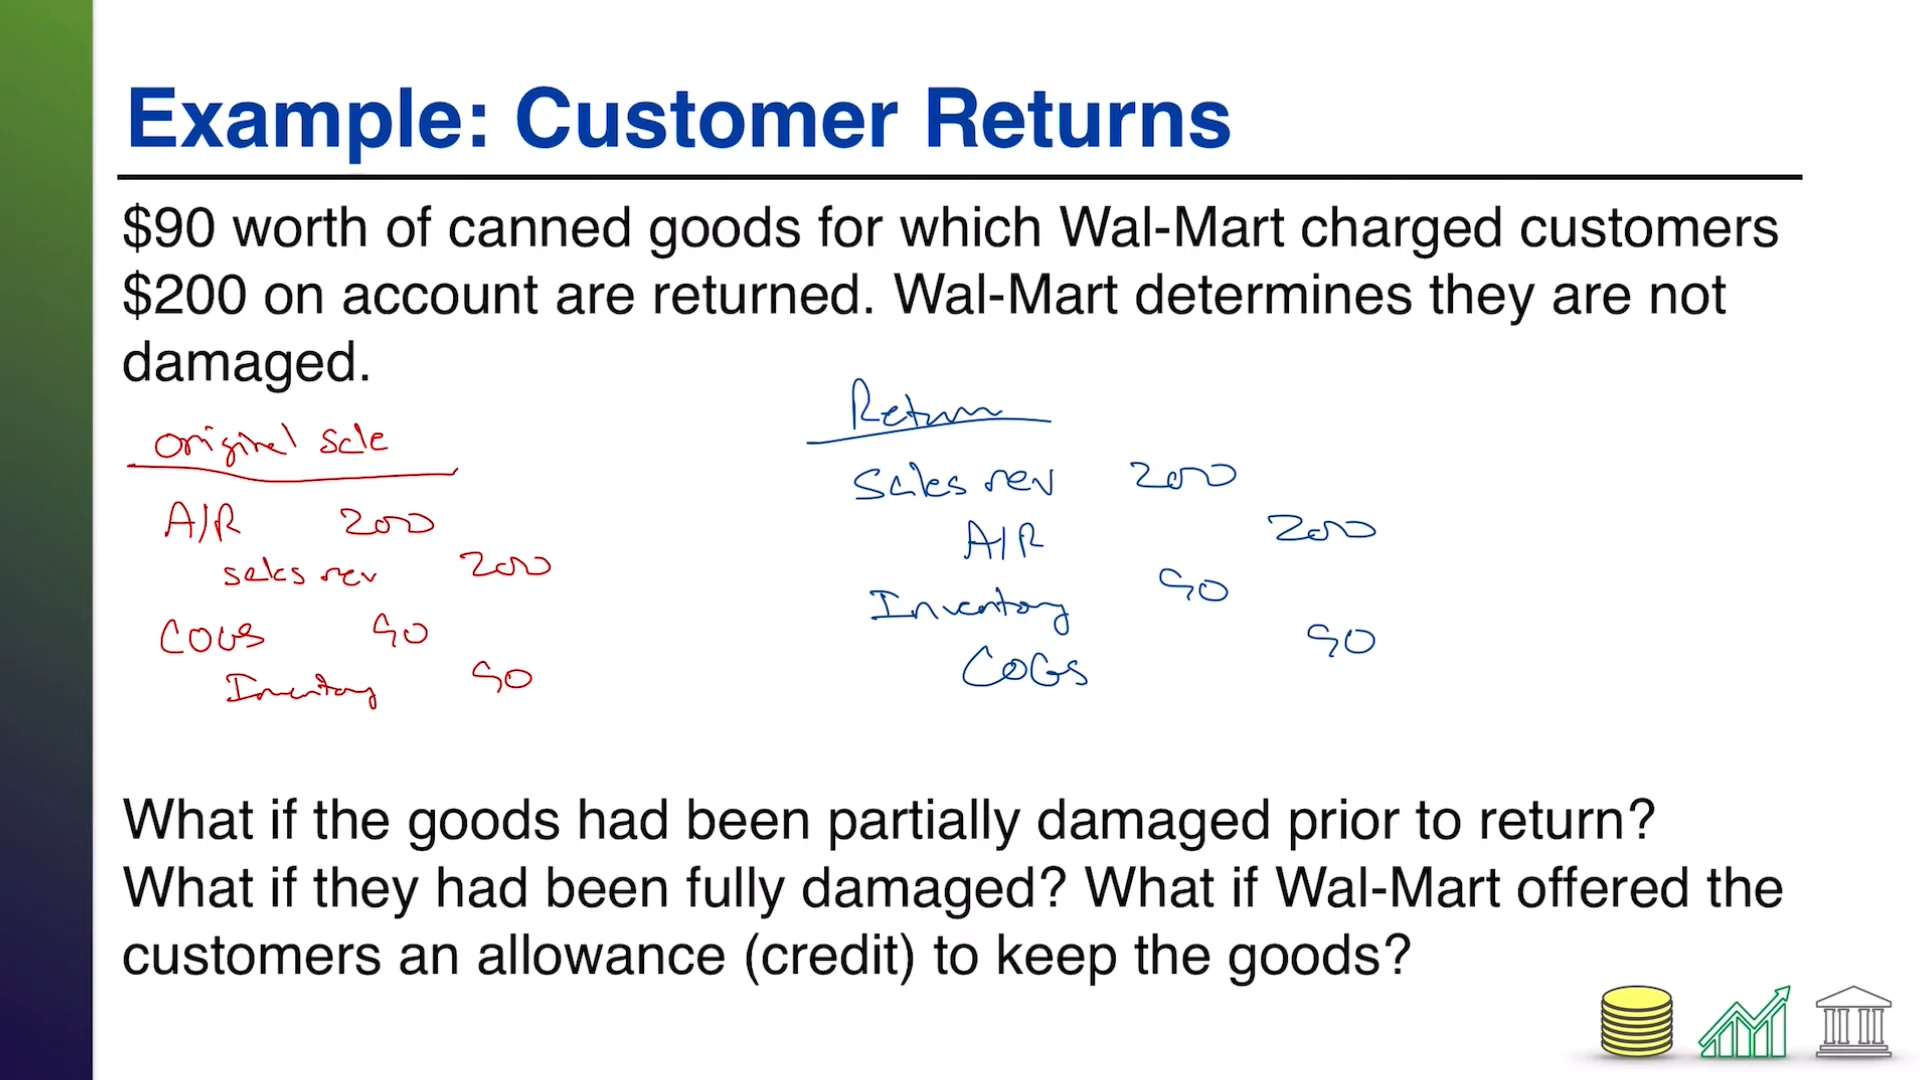 Example: Customer Returns
$90 worth of canned goods for which Wal-Mart charged customers
$200 on account are returned. Wal-Mart determines they are not
damaged.
original sale
A/R 200
sales rev 200
COGS 90
Inventory 90
Return
Sales rev 200
A/R 200
Inventory 90
COGS 90
What if the goods had been partially damaged prior to return?
What if they had been fully damaged? What if Wal-Mart offered the
customers an allowance (credit) to keep the goods?